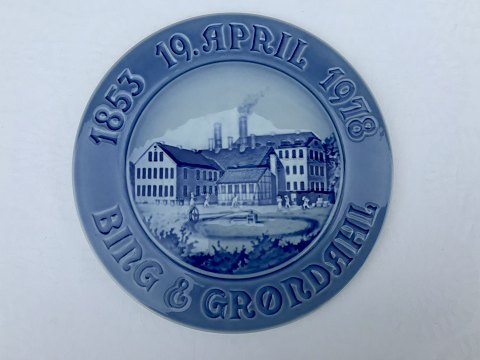 1853 19. APRIL 1978
BING & GRØNDAHL